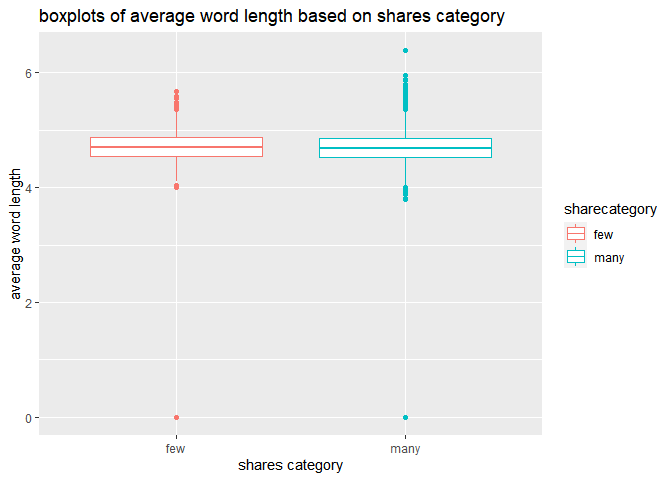 boxplots of average word length based on shares category
6
4
2
0
average word length
few
many
shares category
sharecategory
few
many